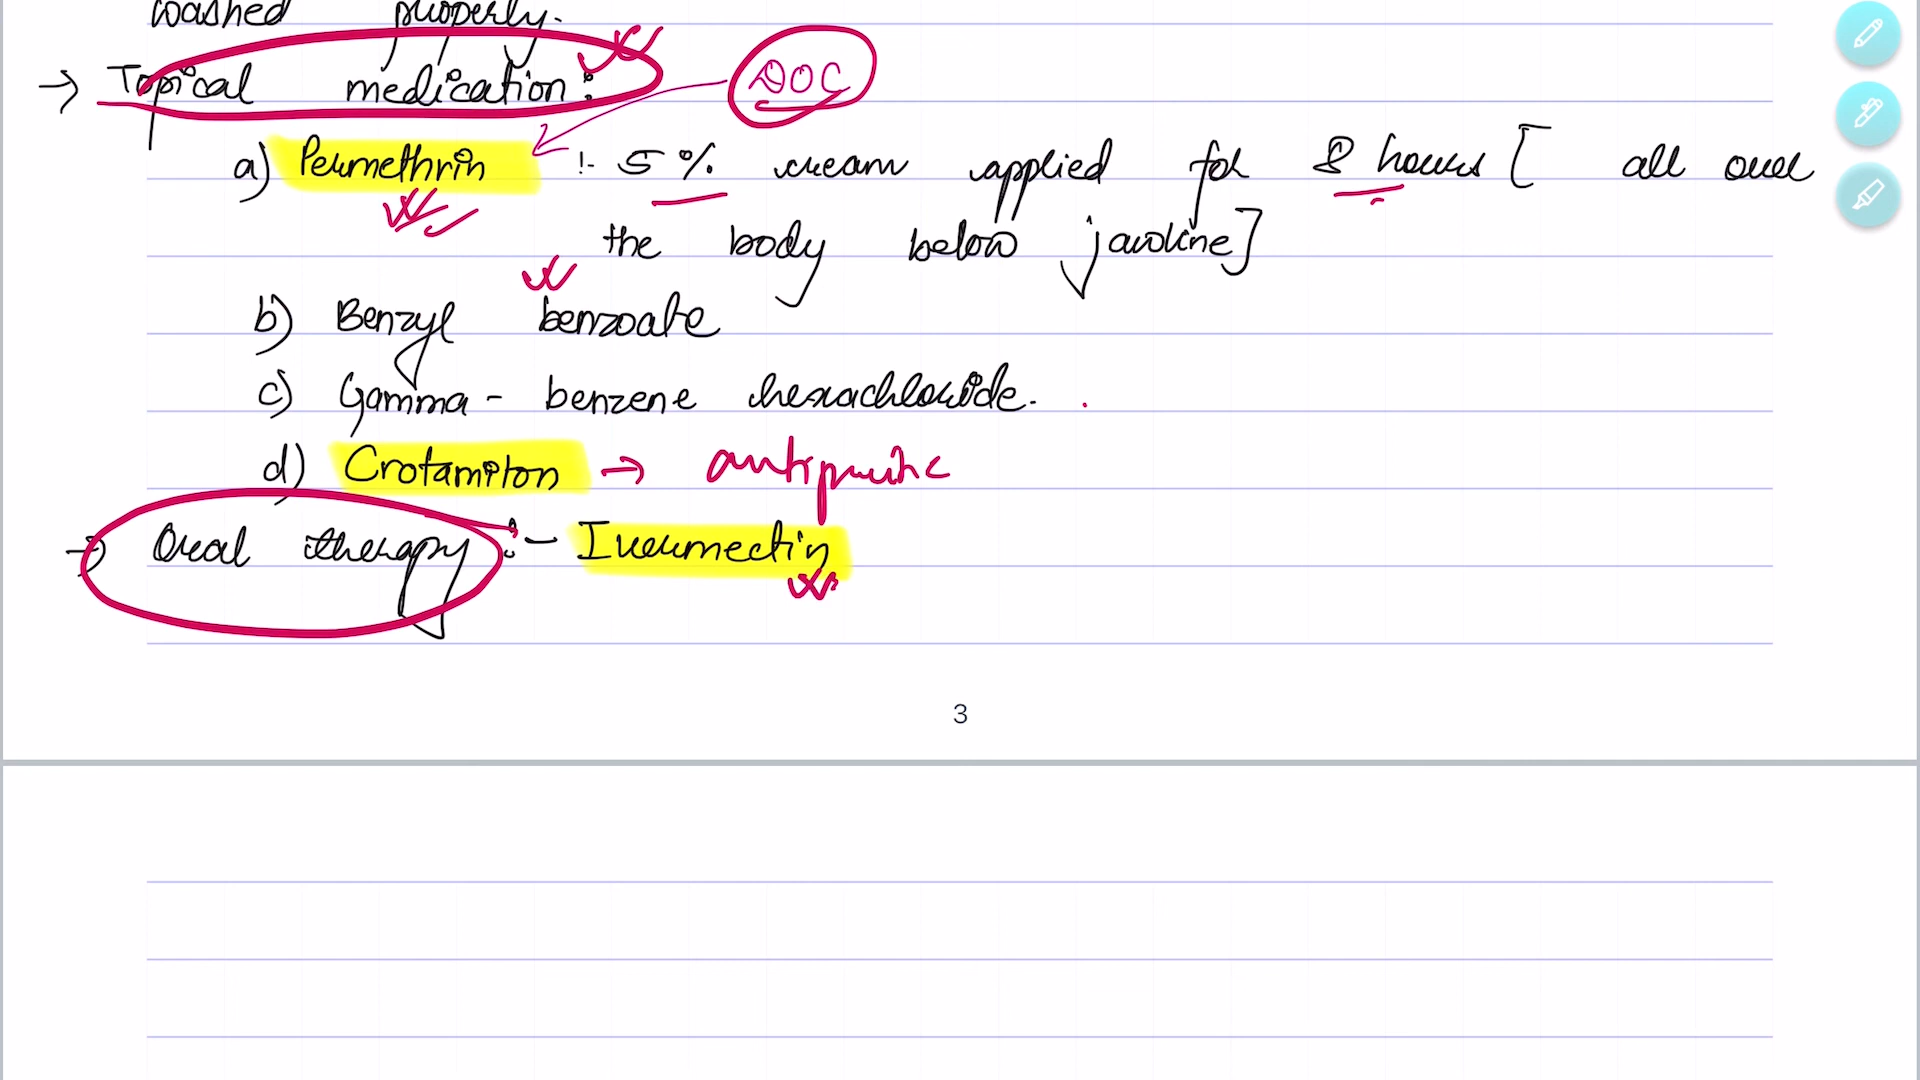 washed properly.
→ Topical medication: DOC
a) Permethrin :- 5% cream applied for 8 hours [ all over
the body below jawline]
b) Benzyl benzoate
c) Gamma - benzene hexachloride.
d) Crotamiton → antipruritic
→ Oral therapy :- Ivermectin
3